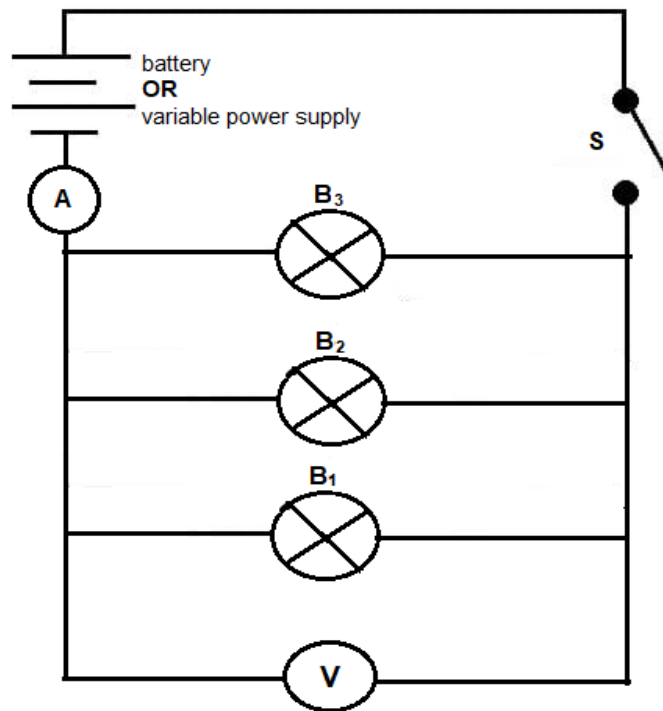 battery
OR
variable power supply
S
A
B₃
B₂
B₁
V